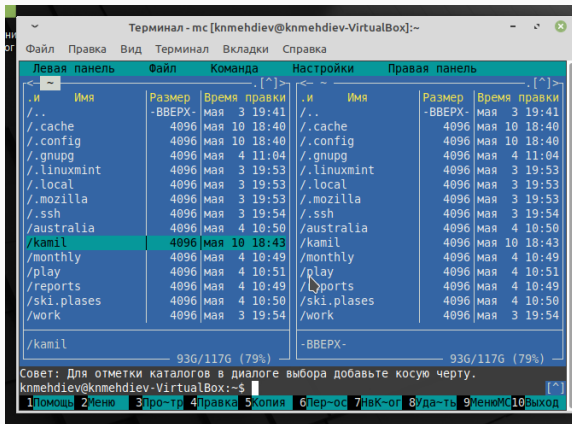 Терминал - mc [knmehdiev@knmehdiev-VirtualBox]:~
Файл Правка Вид Терминал Вкладки Справка
Левая панель Файл Команда Настройки Правая панель
<- ~ .[^]> <- ~ .[^]>
.и Имя Размер Время правки .и Имя Размер Время правки
/.. -ВВЕРХ- мая 3 19:41 /.. -ВВЕРХ- мая 3 19:41
/.cache 4096 мая 10 18:40 /.cache 4096 мая 10 18:40
/.config 4096 мая 10 18:40 /.config 4096 мая 10 18:40
/.gnupg 4096 мая 4 11:04 /.gnupg 4096 мая 4 11:04
/.linuxmint 4096 мая 3 19:53 /.linuxmint 4096 мая 3 19:53
/.local 4096 мая 3 19:53 /.local 4096 мая 3 19:53
/.mozilla 4096 мая 3 19:53 /.mozilla 4096 мая 3 19:53
/.ssh 4096 мая 3 19:54 /.ssh 4096 мая 3 19:54
/australia 4096 мая 4 10:50 /australia 4096 мая 4 10:50
/kamil 4096 мая 10 18:43 /kamil 4096 мая 10 18:43
/monthly 4096 мая 4 10:49 /monthly 4096 мая 4 10:49
/play 4096 мая 4 10:51 /play 4096 мая 4 10:51
/reports 4096 мая 4 10:49 /reports 4096 мая 4 10:49
/ski.plases 4096 мая 4 10:50 /ski.plases 4096 мая 4 10:50
/work 4096 мая 3 19:54 /work 4096 мая 3 19:54
/kamil -ВВЕРХ-
93G/117G (79%) 93G/117G (79%)
Совет: Для отметки каталогов в диалоге выбора добавьте косую черту.
knmehdiev@knmehdiev-VirtualBox:~$ [^]
1Помощь 2Меню 3Про~тр 4Правка 5Копия 6Пер~ос 7НвК~ог 8Уда~ть 9МенюMC 10Выход